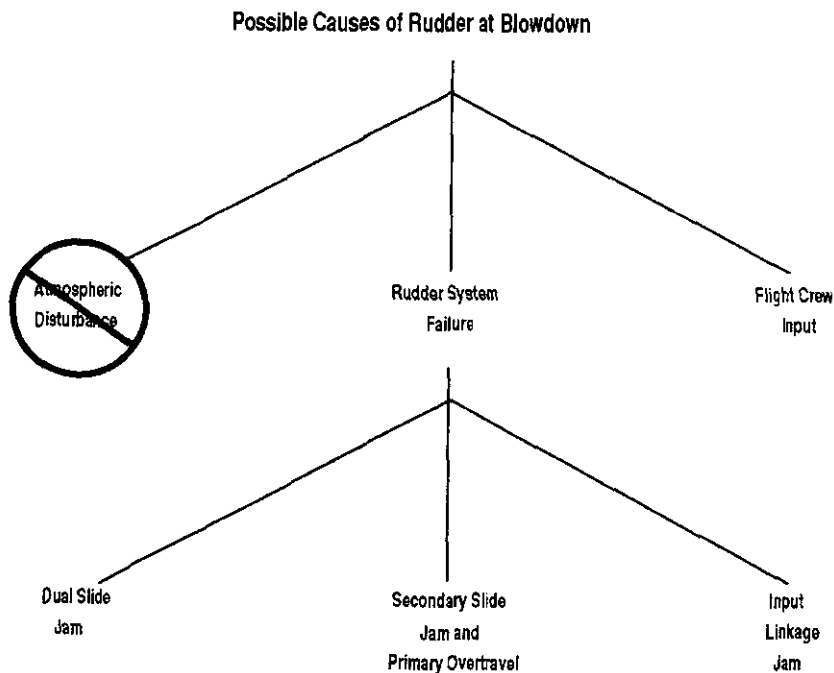 Possible Causes of Rudder at Blowdown
Atmospheric
Disturbance
Rudder System
Failure
Flight Crew
Input
Dual Slide
Jam
Secondary Slide
Jam and
Primary Overtravel
Input
Linkage
Jam